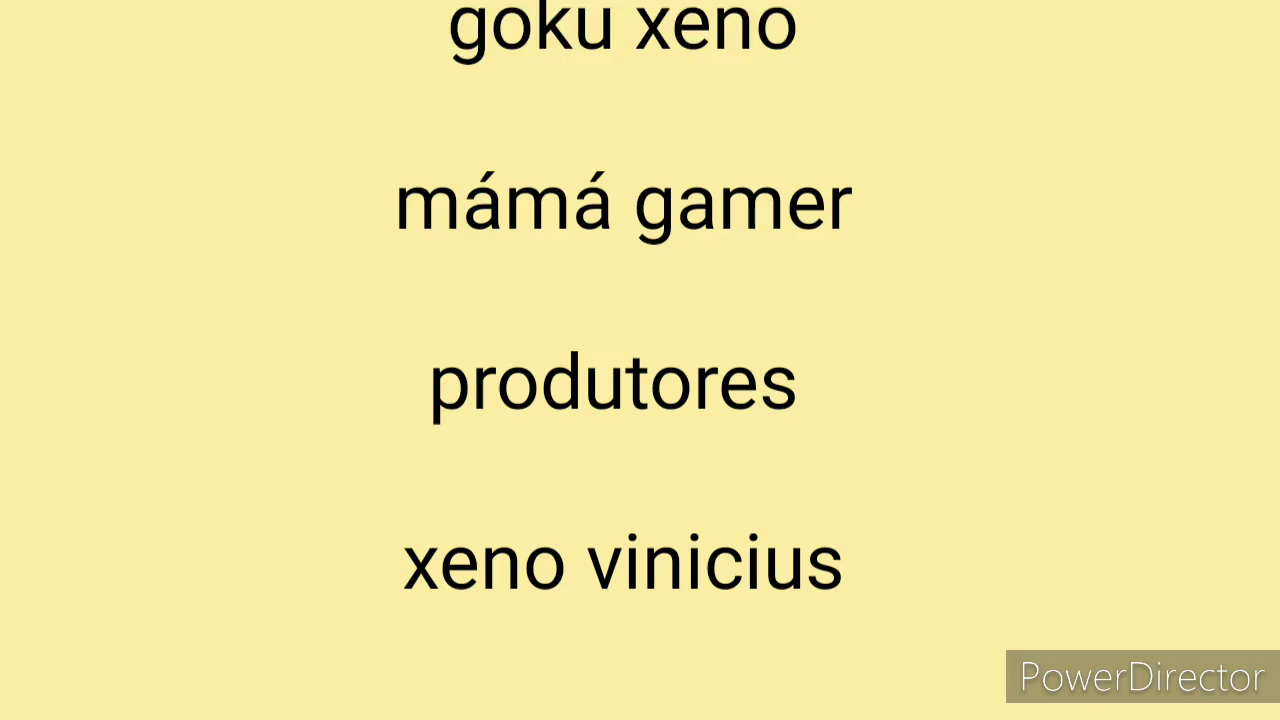 goku xeno
mámá gamer
produtores
xeno vinicius
PowerDirector